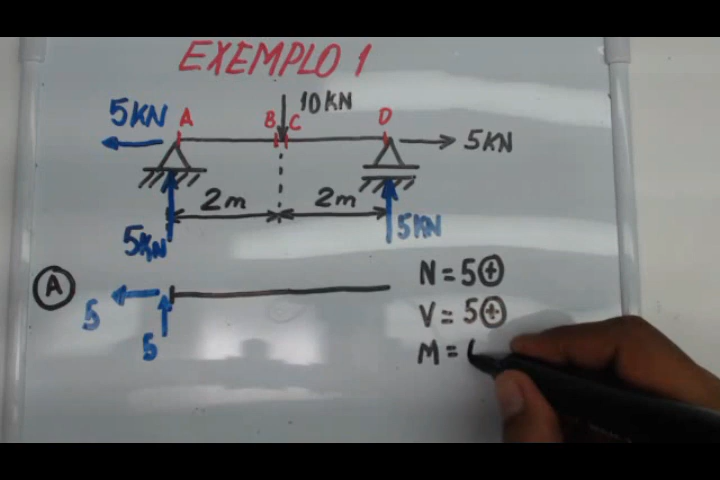 EXEMPLO 1
10KN
5KN A B C D 5KN
2m 2m
5KN 5KN
A
N = 5 +
5 V = 5 +
5 M =